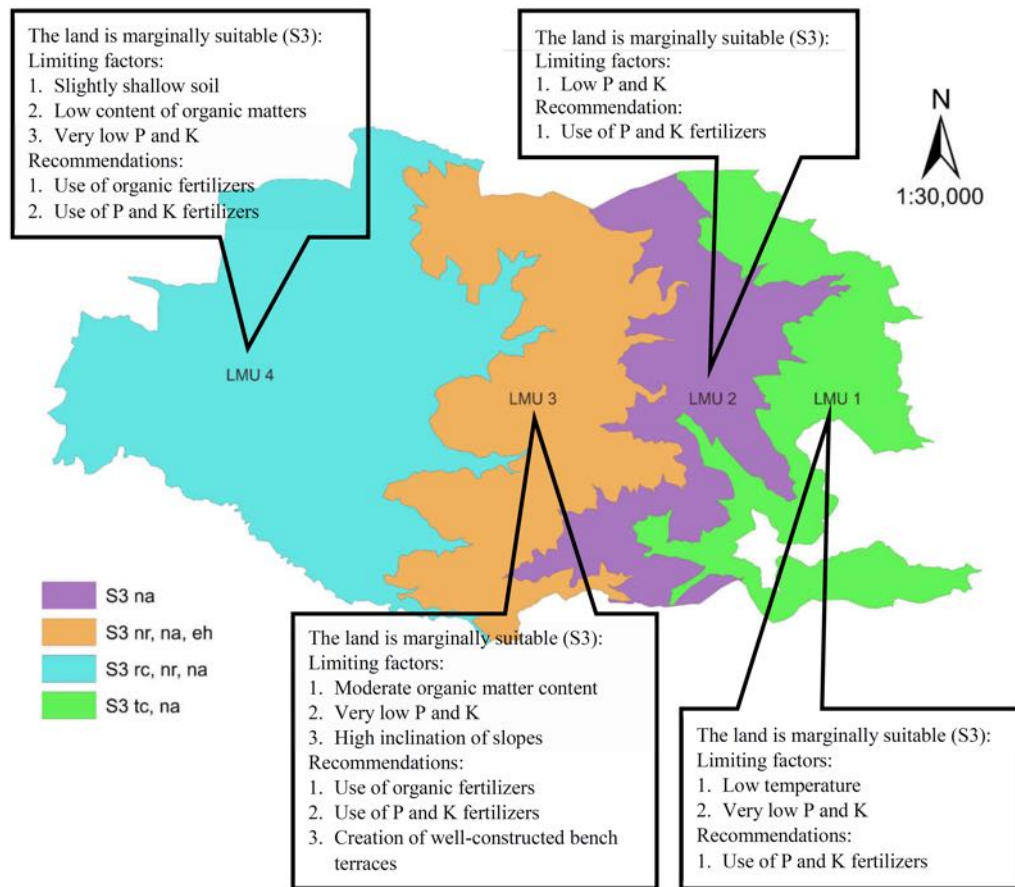 The land is marginally suitable (S3):
Limiting factors:
1. Slightly shallow soil
2. Low content of organic matters
3. Very low P and K
Recommendations:
1. Use of organic fertilizers
2. Use of P and K fertilizers
The land is marginally suitable (S3):
Limiting factors:
1. Low P and K
Recommendation:
1. Use of P and K fertilizers
N
1:30,000
LMU 4
LMU 3
LMU 2
LMU 1
S3 na
S3 nr, na, eh
S3 rc, nr, na
S3 tc, na
The land is marginally suitable (S3):
Limiting factors:
1. Moderate organic matter content
2. Very low P and K
3. High inclination of slopes
Recommendations:
1. Use of organic fertilizers
2. Use of P and K fertilizers
3. Creation of well-constructed bench
terraces
The land is marginally suitable (S3):
Limiting factors:
1. Low temperature
2. Very low P and K
Recommendations:
1. Use of P and K fertilizers